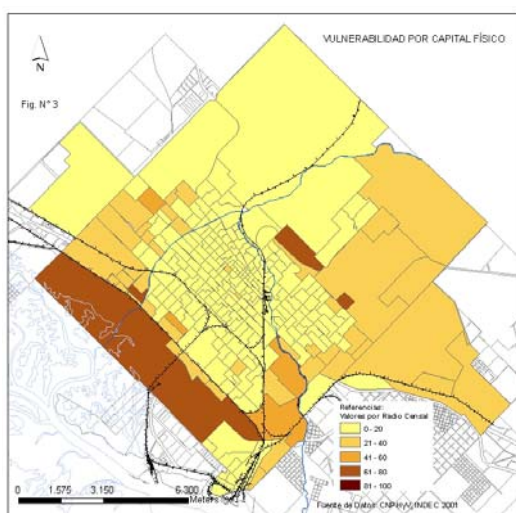 VULNERABILIDAD POR CAPITAL FÍSICO
N
Fig. N° 3
Referencias:
Valores por Radio Censal
0 - 20
21 - 40
41 - 60
61 - 80
81 - 100
0 1.575 3.150 6.300
Meters
Fuente de Datos: CNPHyV, INDEC 2001